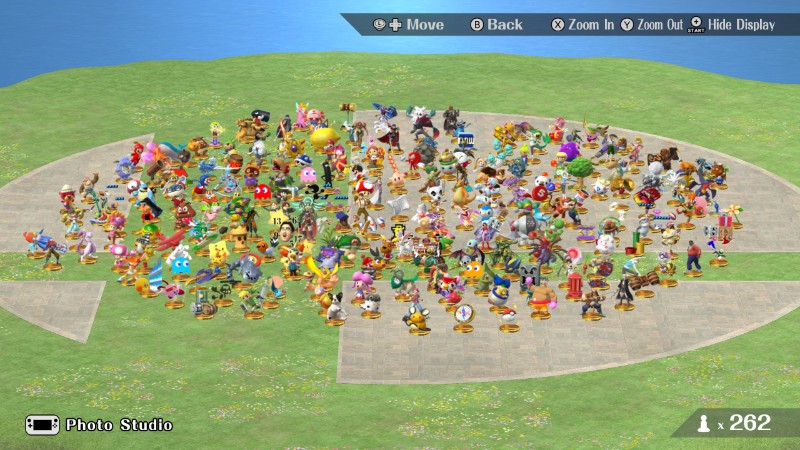 L Move B Back X Zoom In Y Zoom Out START Hide Display
Photo Studio
x 262